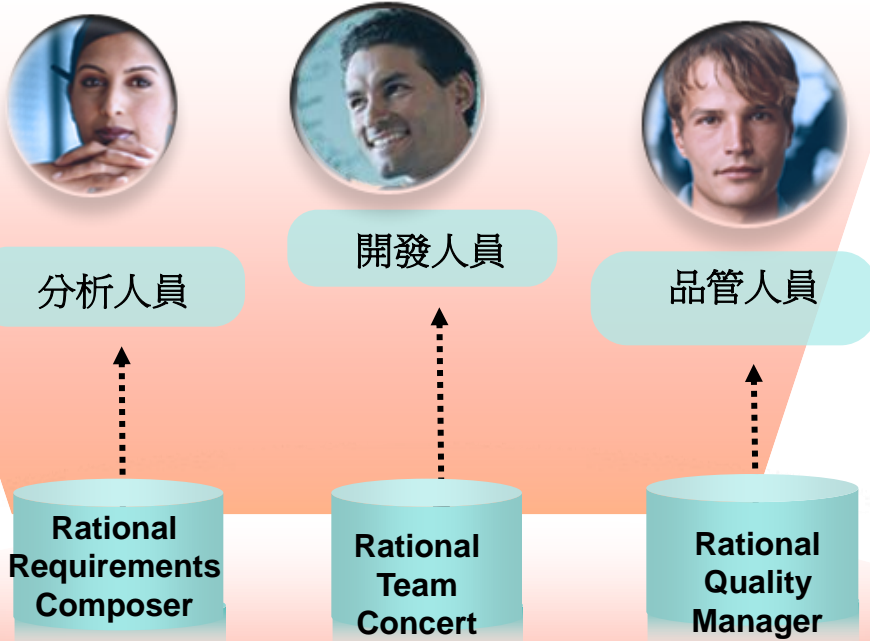 分析人員
開發人員
品管人員
Rational
Requirements
Composer
Rational
Team
Concert
Rational
Quality
Manager